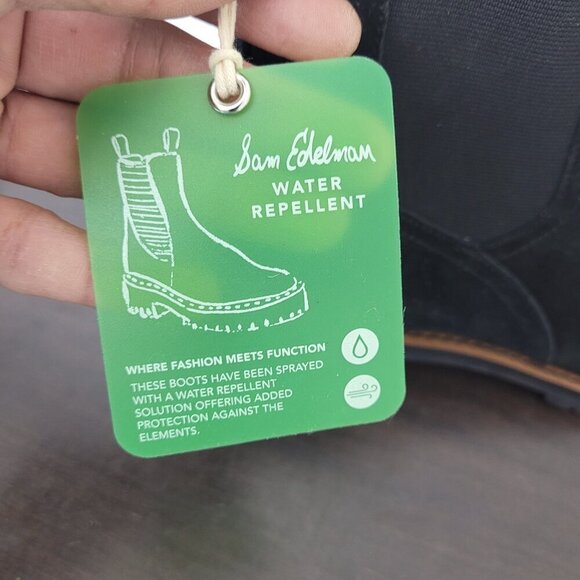 Sam Edelman
WATER
REPELLENT
WHERE FASHION MEETS FUNCTION
THESE BOOTS HAVE BEEN SPRAYED
WITH A WATER REPELLENT
SOLUTION OFFERING ADDED
PROTECTION AGAINST THE
ELEMENTS.